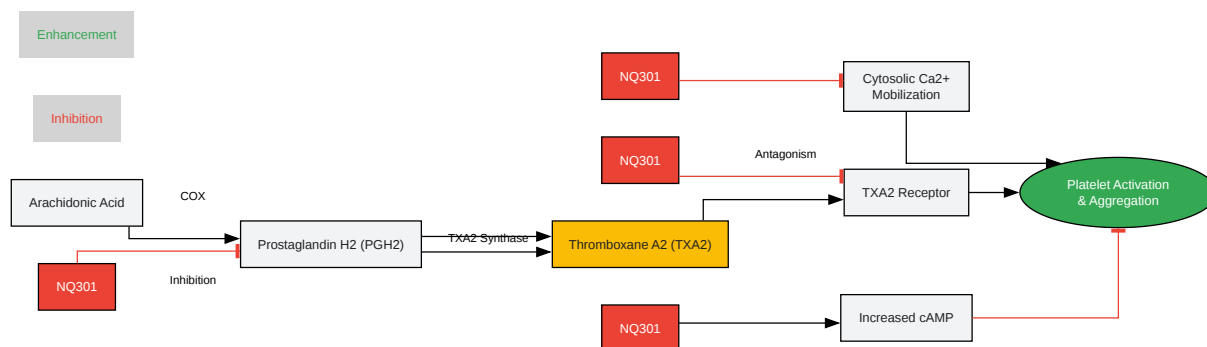 Enhancement
Inhibition
NQ301
Cytosolic Ca2+
Mobilization
NQ301
Antagonism
Arachidonic Acid
COX
TXA2 Receptor
Platelet Activation
& Aggregation
Prostaglandin H2 (PGH2)
TXA2 Synthase
Thromboxane A2 (TXA2)
NQ301
Inhibition
NQ301
Increased cAMP